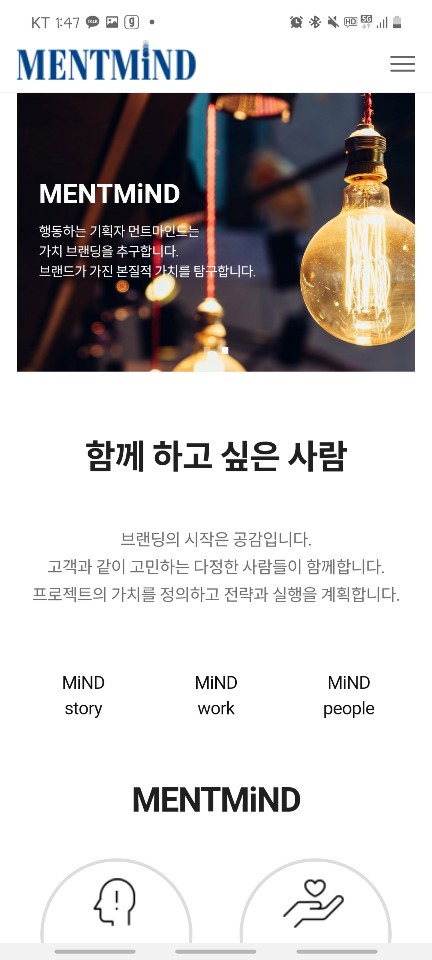 KT 1:47
HD 5G
MENTMiND
MENTMiND
행동하는 기획자 먼트마인드는
가치 브랜딩을 추구합니다.
브랜드가 가진 본질적 가치를 탐구합니다.
함께 하고 싶은 사람
브랜딩의 시작은 공감입니다.
고객과 같이 고민하는 다정한 사람들이 함께합니다.
프로젝트의 가치를 정의하고 전략과 실행을 계획합니다.
MiND story
MiND work
MiND people
MENTMiND